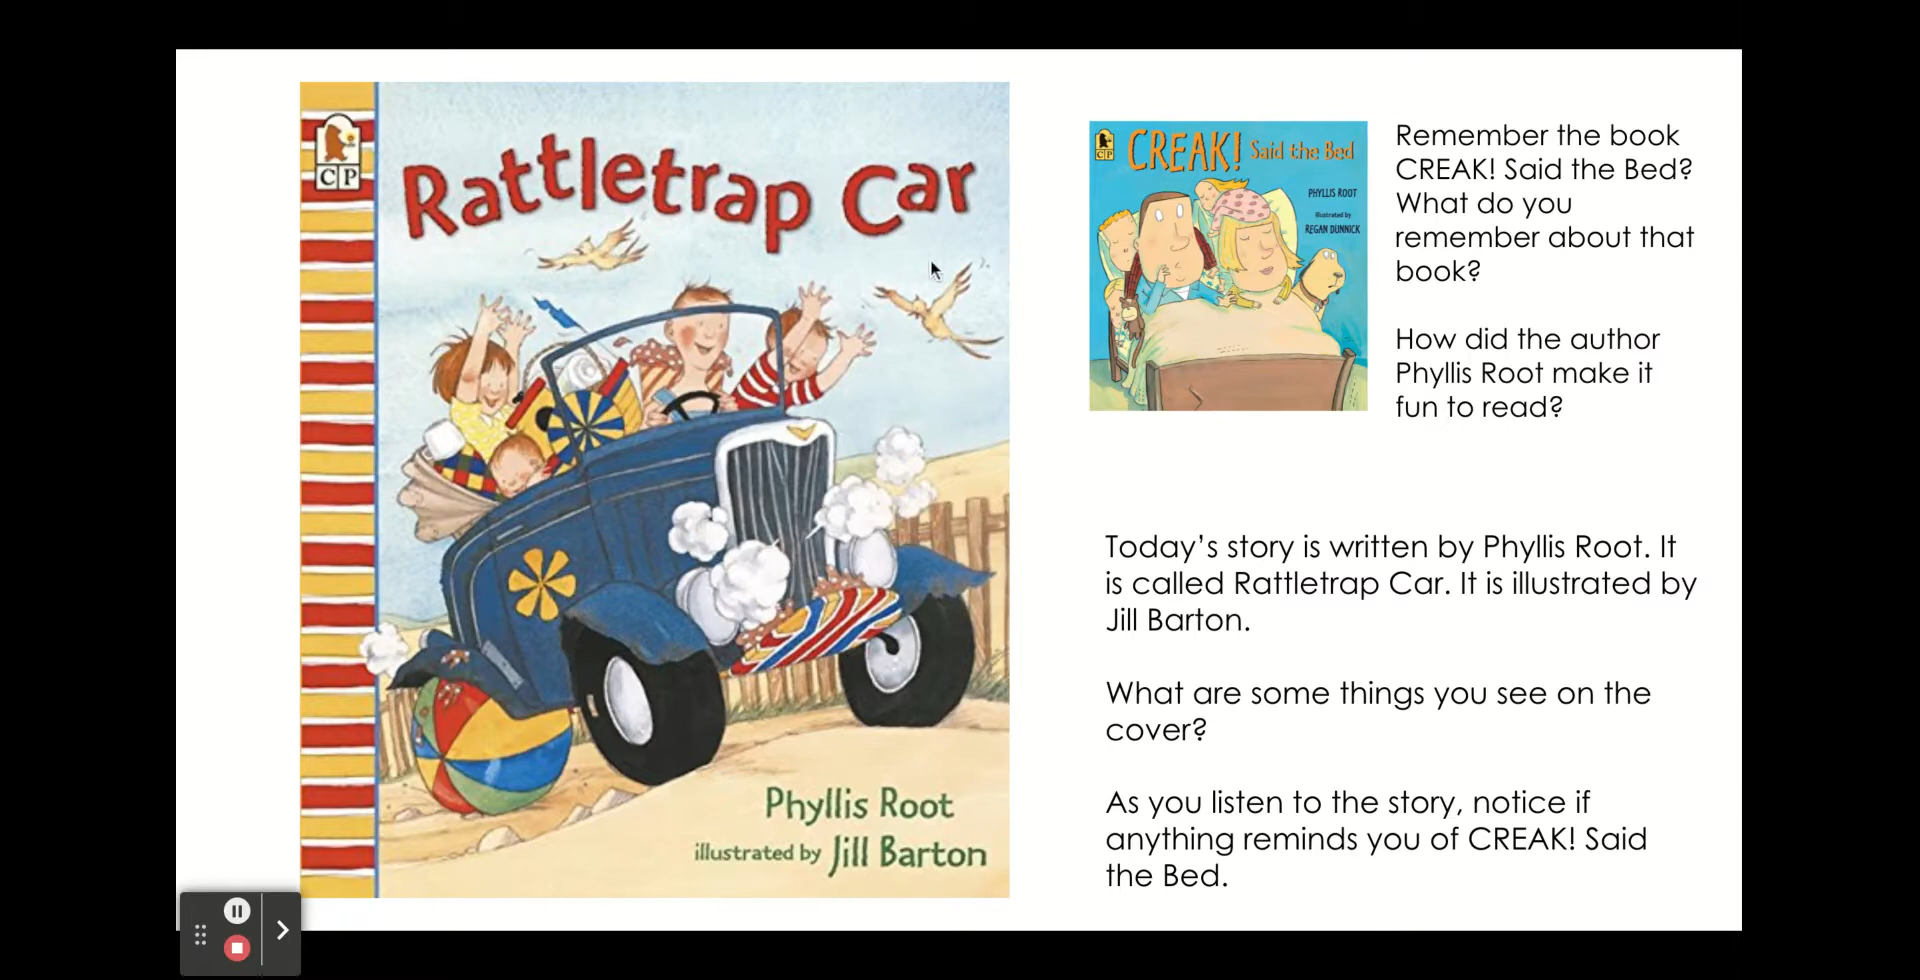 Rattletrap Car
CP
Phyllis Root
illustrated by Jill Barton
CREAK! Said the Bed
CP
PHYLLIS ROOT
illustrated by
REGAN DUNNICK
Remember the book
CREAK! Said the Bed?
What do you
remember about that
book?
How did the author
Phyllis Root make it
fun to read?
Today’s story is written by Phyllis Root. It
is called Rattletrap Car. It is illustrated by
Jill Barton.
What are some things you see on the
cover?
As you listen to the story, notice if
anything reminds you of CREAK! Said
the Bed.